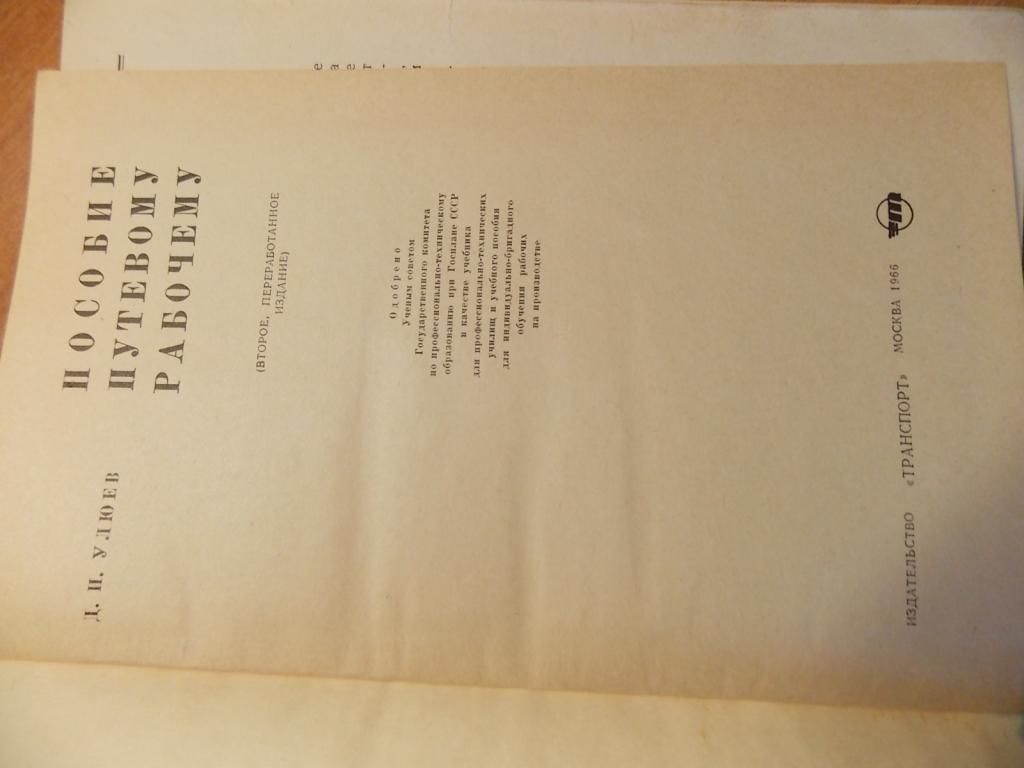 Д. П. УЛЮЕВ
ПОСОБИЕ
ПУТЕВОМУ
РАБОЧЕМУ
(ВТОРОЕ, ПЕРЕРАБОТАННОЕ
ИЗДАНИЕ)
Одобрено
Ученым советом
Государственного комитета
по профессионально-техническому
образованию при Госплане СССР
в качестве учебника
для профессионально-технических
училищ и учебного пособия
для индивидуально-бригадного
обучения рабочих
на производстве
ИЗДАТЕЛЬСТВО «ТРАНСПОРТ» МОСКВА 1966